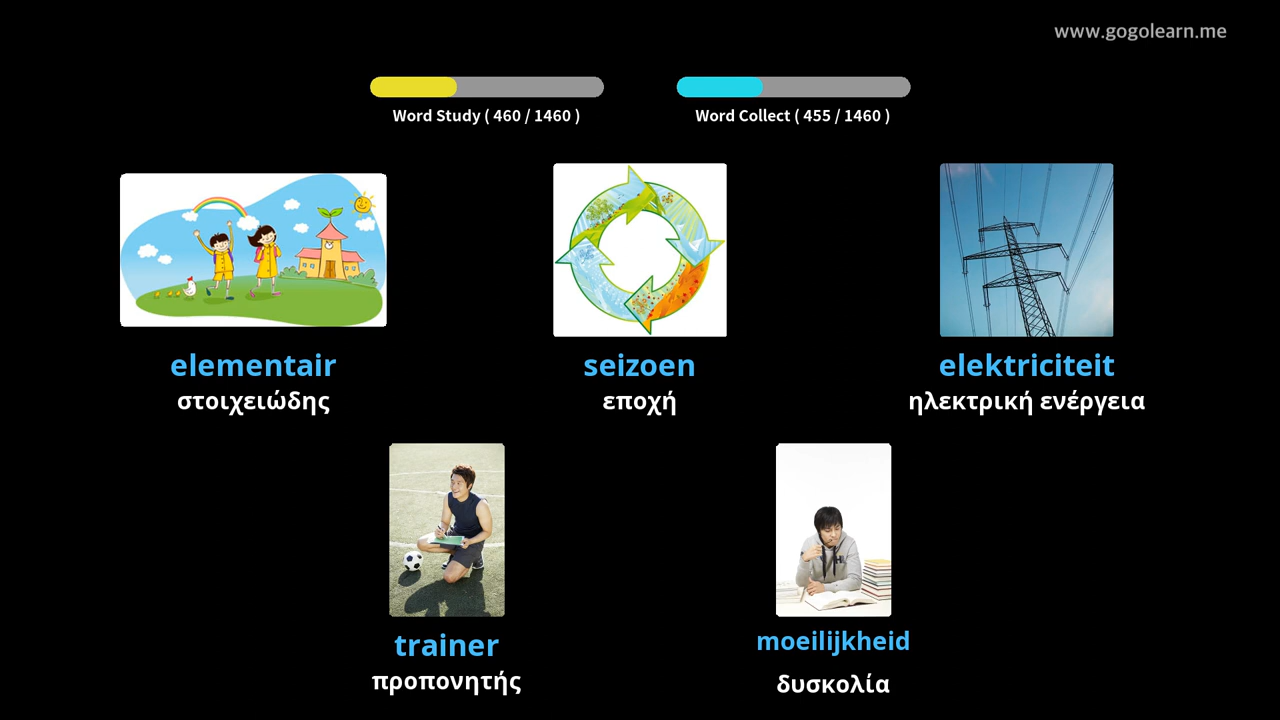 www.gogolearn.me
Word Study ( 460 / 1460 )
Word Collect ( 455 / 1460 )
elementair
στοιχειώδης
seizoen
εποχή
elektriciteit
ηλεκτρική ενέργεια
trainer
προπονητής
moeilijkheid
δυσκολία